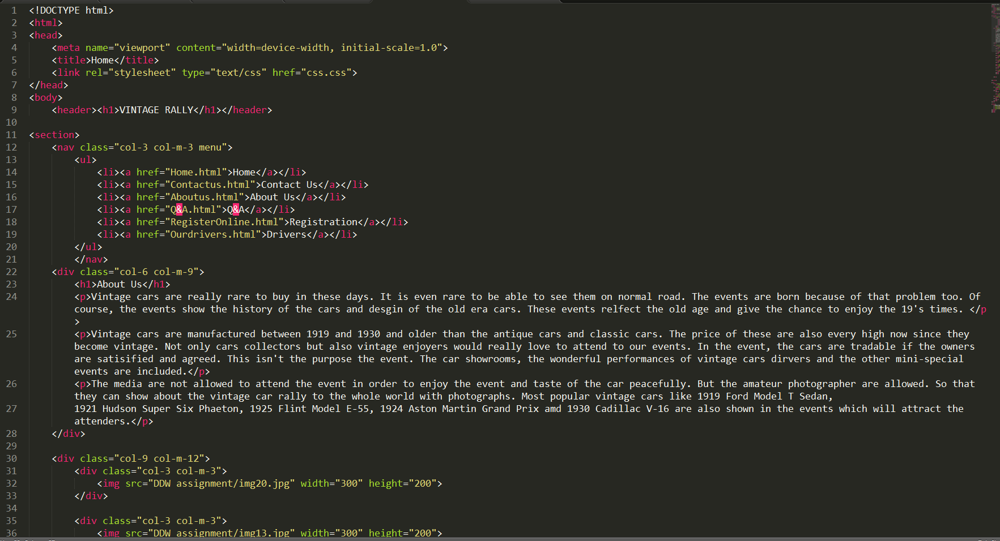 1 <!DOCTYPE html>
2 <html>
3 <head>
4 <meta name="viewport" content="width=device-width, initial-scale=1.0">
5 <title>Home</title>
6 <link rel="stylesheet" type="text/css" href="css.css">
7 </head>
8 <body>
9 <header><h1>VINTAGE RALLY</h1></header>
10
11 <section>
12 <nav class="col-3 col-m-3 menu">
13 <ul>
14 <li><a href="Home.html">Home</a></li>
15 <li><a href="Contactus.html">Contact Us</a></li>
16 <li><a href="Aboutus.html">About Us</a></li>
17 <li><a href="Q&A.html">Q&A</a></li>
18 <li><a href="RegisterOnline.html">Registration</a></li>
19 <li><a href="Ourdrivers.html">Drivers</a></li>
20 </ul>
21 </nav>
22 <div class="col-6 col-m-9">
23 <h1>About Us</h1>
24 <p>Vintage cars are really rare to buy in these days. It is even rare to be able to see them on normal road. The events are born because of that problem too. Of
course, the events show the history of the cars and desgin of the old era cars. These events relfect the old age and give the chance to enjoy the 19's times. </p
>
25 <p>Vintage cars are manufactured between 1919 and 1930 and older than the antique cars and classic cars. The price of these are also every high now since they
become vintage. Not only cars collectors but also vintage enjoyers would really love to attend to our events. In the event, the cars are tradable if the owners
are satisified and agreed. This isn't the purpose the event. The car showrooms, the wonderful performances of vintage cars dirvers and the other mini-special
events are included.</p>
26 <p>The media are not allowed to attend the event in order to enjoy the event and taste of the car peacefully. But the amateur photographer are allowed. So that
they can show about the vintage car rally to the whole world with photographs. Most popular vintage cars like 1919 Ford Model T Sedan,
27 1921 Hudson Super Six Phaeton, 1925 Flint Model E-55, 1924 Aston Martin Grand Prix amd 1930 Cadillac V-16 are also shown in the events which will attract the
attenders.</p>
28 </div>
29
30 <div class="col-9 col-m-12">
31 <div class="col-3 col-m-3">
32 <img src="DDW assignment/img20.jpg" width="300" height="200">
33 </div>
34
35 <div class="col-3 col-m-3">
36 <img src="DDW assignment/img13.jpg" width="300" height="200">